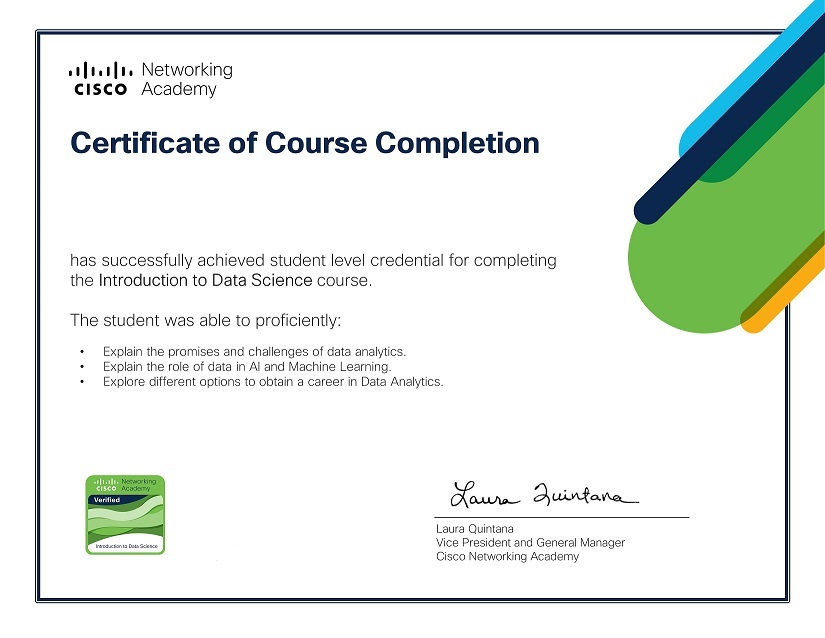 Networking
CISCO Academy
Certificate of Course Completion
has successfully achieved student level credential for completing
the Introduction to Data Science course.
The student was able to proficiently:
• Explain the promises and challenges of data analytics.
• Explain the role of data in AI and Machine Learning.
• Explore different options to obtain a career in Data Analytics.
Networking
CISCO Academy
Verified
Introduction to Data Science
Laura Quintana
Laura Quintana
Vice President and General Manager
Cisco Networking Academy